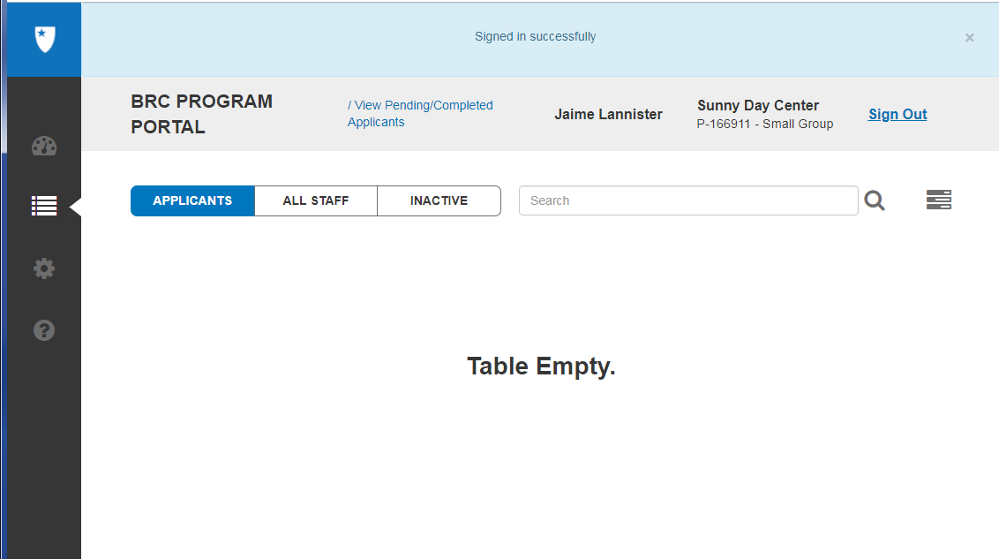 Signed in successfully
×
BRC PROGRAM
PORTAL
/ View Pending/Completed
Applicants
Jaime Lannister
Sunny Day Center
P-166911 - Small Group
Sign Out
APPLICANTS
ALL STAFF
INACTIVE
Search
?
Table Empty.